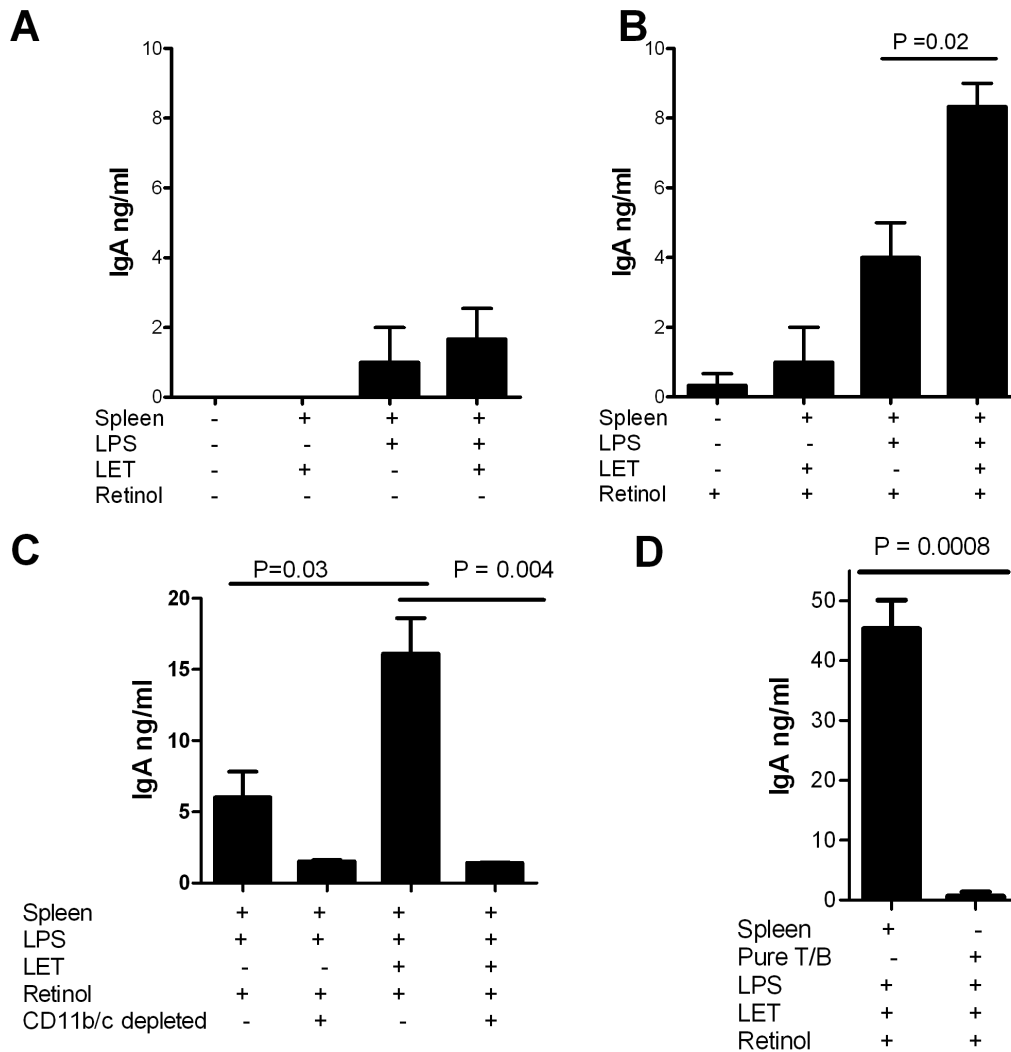 A
IgA ng/ml
10
8
6
4
2
0
Spleen - + + +
LPS - - + +
LET - + - +
Retinol - - - -
B
P =0.02
IgA ng/ml
10
8
6
4
2
0
Spleen - + + +
LPS - - + +
LET - + - +
Retinol + + + +
C
P=0.03 P = 0.004
IgA ng/ml
20
15
10
5
0
Spleen + + + +
LPS + + + +
LET - - + +
Retinol + + + +
CD11b/c depleted - + - +
D
P = 0.0008
IgA ng/ml
50
40
30
20
10
0
Spleen + -
Pure T/B - +
LPS + +
LET + +
Retinol + +